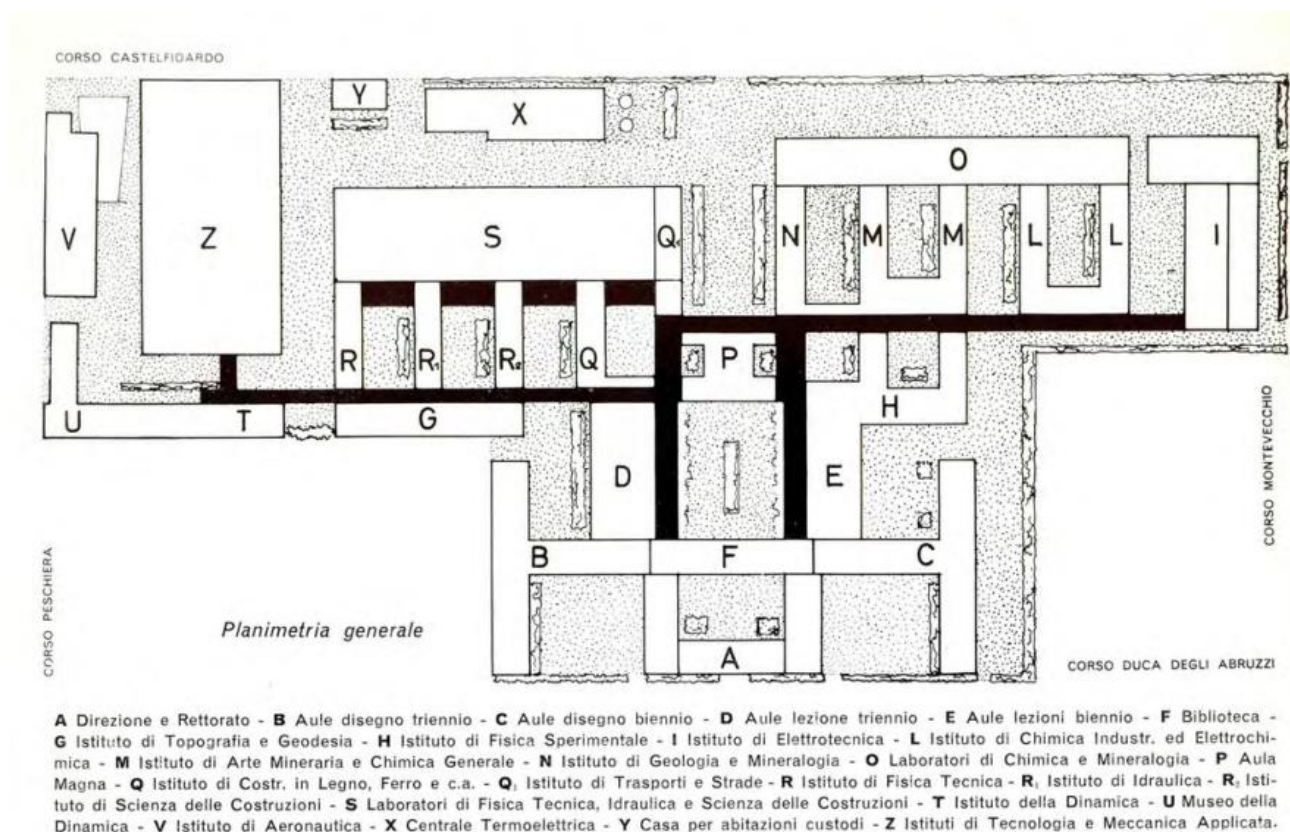 CORSO CASTELFIDARDO
Y
X
O
V
Z
S
Q₁
N
M
M
L
L
I
R
R₁
R₂
Q
P
H
U
T
G
D
E
B
F
C
A
CORSO PESCHIERA
CORSO MONTEVECCHIO
Planimetria generale
CORSO DUCA DEGLI ABRUZZI
A Direzione e Rettorato - B Aule disegno triennio - C Aule disegno biennio - D Aule lezione triennio - E Aule lezioni biennio - F Biblioteca -
G Istituto di Topografia e Geodesia - H Istituto di Fisica Sperimentale - I Istituto di Elettrotecnica - L Istituto di Chimica Industr. ed Elettrochi-
mica - M Istituto di Arte Mineraria e Chimica Generale - N Istituto di Geologia e Mineralogia - O Laboratori di Chimica e Mineralogia - P Aula
Magna - Q Istituto di Costr. in Legno, Ferro e c.a. - Q₁ Istituto di Trasporti e Strade - R Istituto di Fisica Tecnica - R₁ Istituto di Idraulica - R₂ Isti-
tuto di Scienza delle Costruzioni - S Laboratori di Fisica Tecnica, Idraulica e Scienza delle Costruzioni - T Istituto della Dinamica - U Museo della
Dinamica - V Istituto di Aeronautica - X Centrale Termoelettrica - Y Casa per abitazioni custodi - Z Istituti di Tecnologia e Meccanica Applicata.